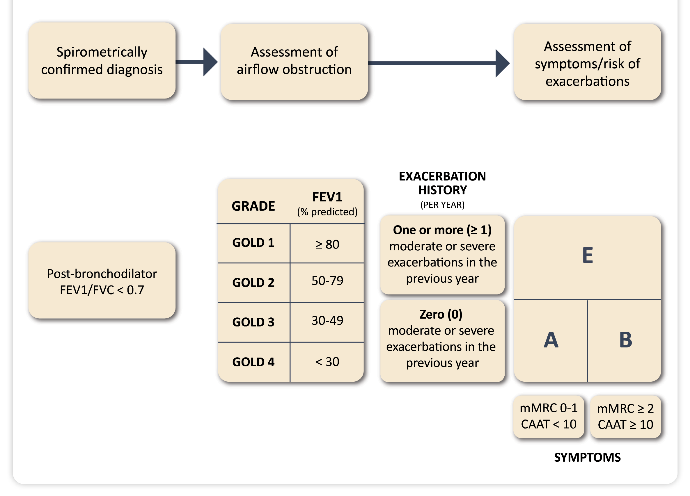 Spirometrically
confirmed diagnosis
Assessment of
airflow obstruction
Assessment of
symptoms/risk of
exacerbations
Post-bronchodilator
FEV1/FVC < 0.7
GRADE
FEV1
(% predicted)
GOLD 1
≥ 80
GOLD 2
50-79
GOLD 3
30-49
GOLD 4
< 30
EXACERBATION
HISTORY
(PER YEAR)
One or more (≥ 1)
moderate or severe
exacerbations in the
previous year
Zero (0)
moderate or severe
exacerbations in the
previous year
E
A
B
mMRC 0-1
CAAT < 10
mMRC ≥ 2
CAAT ≥ 10
SYMPTOMS